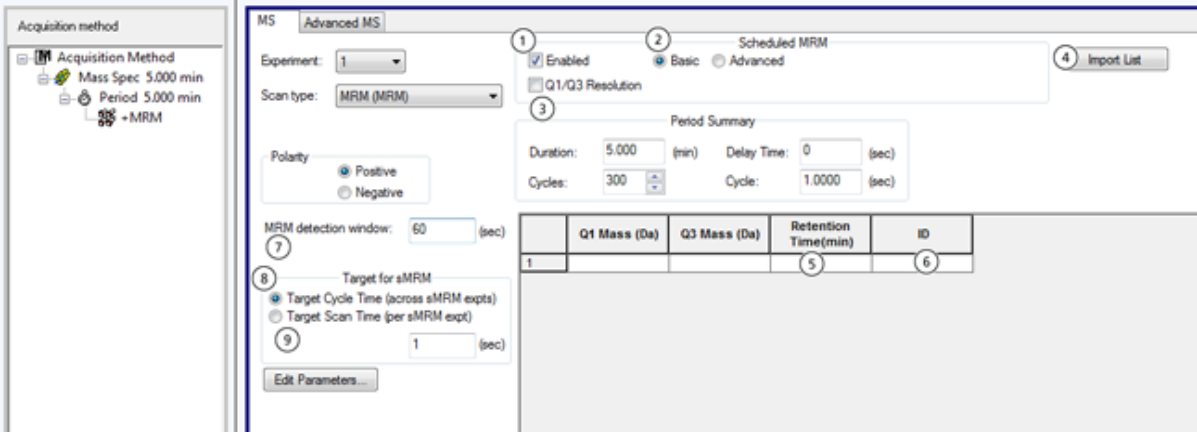 Acquisition method
Acquisition Method
Mass Spec 5.000 min
Period 5.000 min
+MRM
MS
Advanced MS
Experiment: 1
Scan type: MRM (MRM)
1
Enabled
2
Scheduled MRM
Basic
Advanced
Q1/Q3 Resolution
3
4
Import List
Period Summary
Duration: 5.000 (min) Delay Time: 0 (sec)
Cycles: 300 Cycle: 1.0000 (sec)
Polarity
Positive
Negative
MRM detection window: 60 (sec)
7
Q1 Mass (Da) Q3 Mass (Da) Retention Time(min) ID
1
5
6
8
Target for sMRM
Target Cycle Time (across sMRM expts)
Target Scan Time (per sMRM expt)
9
1 (sec)
Edit Parameters...